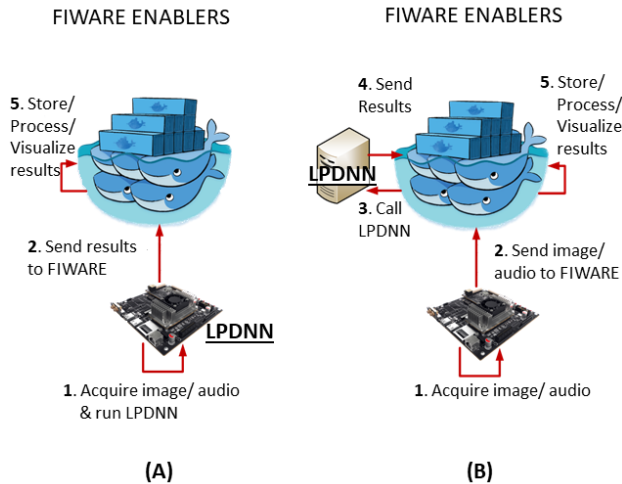 FIWARE ENABLERS
5. Store/
Process/
Visualize
results
2. Send results
to FIWARE
LPDNN
1. Acquire image/ audio
& run LPDNN
(A)
FIWARE ENABLERS
4. Send
Results
5. Store/
Process/
Visualize
results
LPDNN
3. Call
LPDNN
2. Send image/
audio to FIWARE
1. Acquire image/ audio
(B)